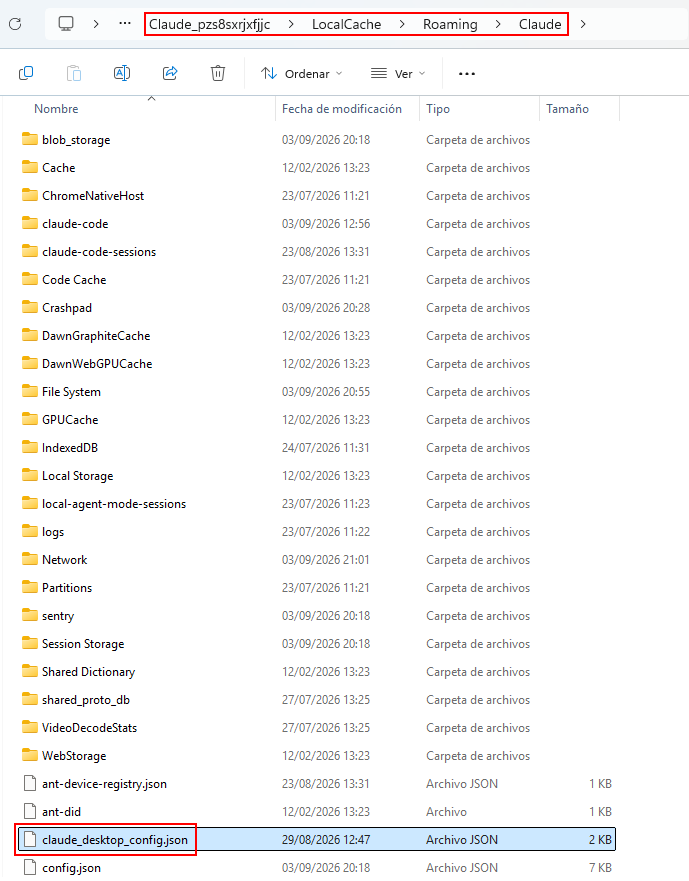 Claude_pzs8sxrjxfjjc > LocalCache > Roaming > Claude >
Ordenar Ver
Nombre Fecha de modificación Tipo Tamaño
blob_storage 03/09/2026 20:18 Carpeta de archivos
Cache 12/02/2026 13:23 Carpeta de archivos
ChromeNativeHost 23/07/2026 11:21 Carpeta de archivos
claude-code 03/09/2026 12:56 Carpeta de archivos
claude-code-sessions 23/08/2026 13:31 Carpeta de archivos
Code Cache 23/07/2026 11:21 Carpeta de archivos
Crashpad 03/09/2026 20:28 Carpeta de archivos
DawnGraphiteCache 12/02/2026 13:23 Carpeta de archivos
DawnWebGPUCache 12/02/2026 13:23 Carpeta de archivos
File System 03/09/2026 20:55 Carpeta de archivos
GPUCache 12/02/2026 13:23 Carpeta de archivos
IndexedDB 24/07/2026 11:31 Carpeta de archivos
Local Storage 12/02/2026 13:23 Carpeta de archivos
local-agent-mode-sessions 23/07/2026 11:23 Carpeta de archivos
logs 23/07/2026 11:22 Carpeta de archivos
Network 03/09/2026 21:01 Carpeta de archivos
Partitions 23/07/2026 11:21 Carpeta de archivos
sentry 03/09/2026 20:18 Carpeta de archivos
Session Storage 03/09/2026 20:18 Carpeta de archivos
Shared Dictionary 12/02/2026 13:23 Carpeta de archivos
shared_proto_db 27/07/2026 13:25 Carpeta de archivos
VideoDecodeStats 27/07/2026 13:25 Carpeta de archivos
WebStorage 12/02/2026 13:23 Carpeta de archivos
ant-device-registry.json 23/08/2026 13:31 Archivo JSON 1 KB
ant-did 12/02/2026 13:23 Archivo 1 KB
claude_desktop_config.json 29/08/2026 12:47 Archivo JSON 2 KB
config.json 03/09/2026 20:18 Archivo JSON 7 KB